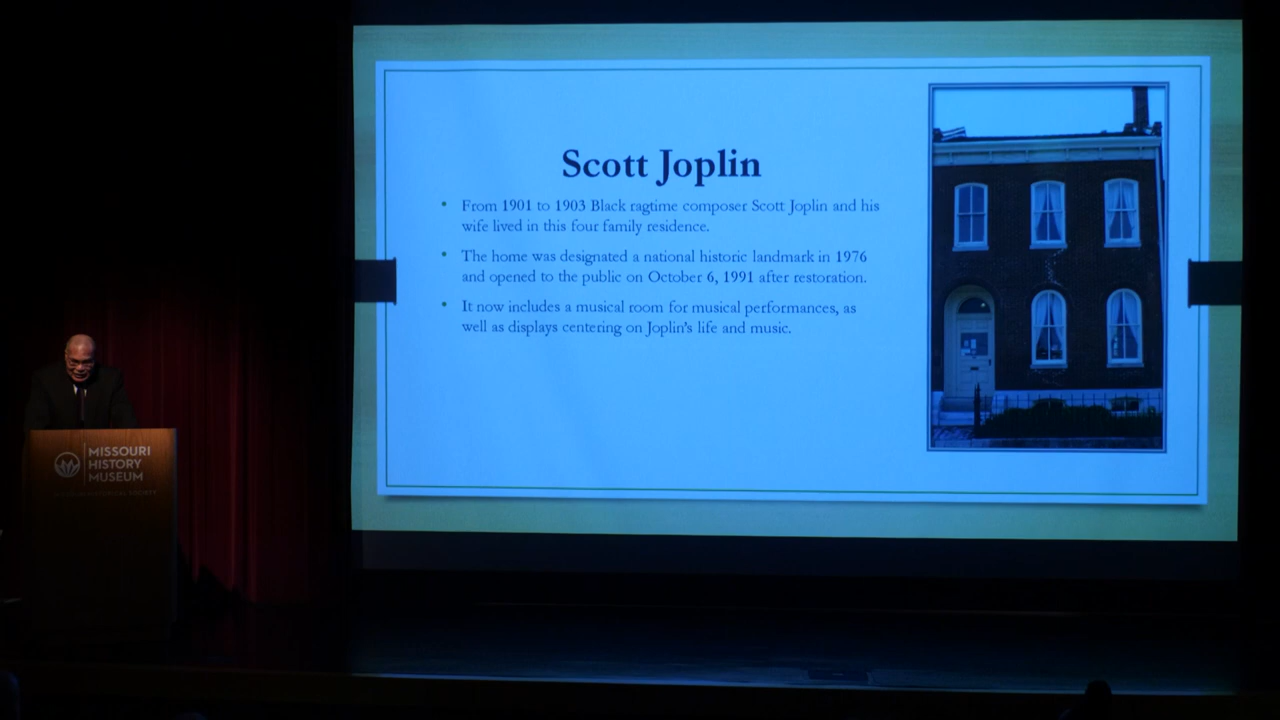 Scott Joplin
• From 1901 to 1903 Black ragtime composer Scott Joplin and his
wife lived in this four family residence.
• The home was designated a national historic landmark in 1976
and opened to the public on October 6, 1991 after restoration.
• It now includes a musical room for musical performances, as
well as displays centering on Joplin's life and music.
MISSOURI
HISTORY
MUSEUM